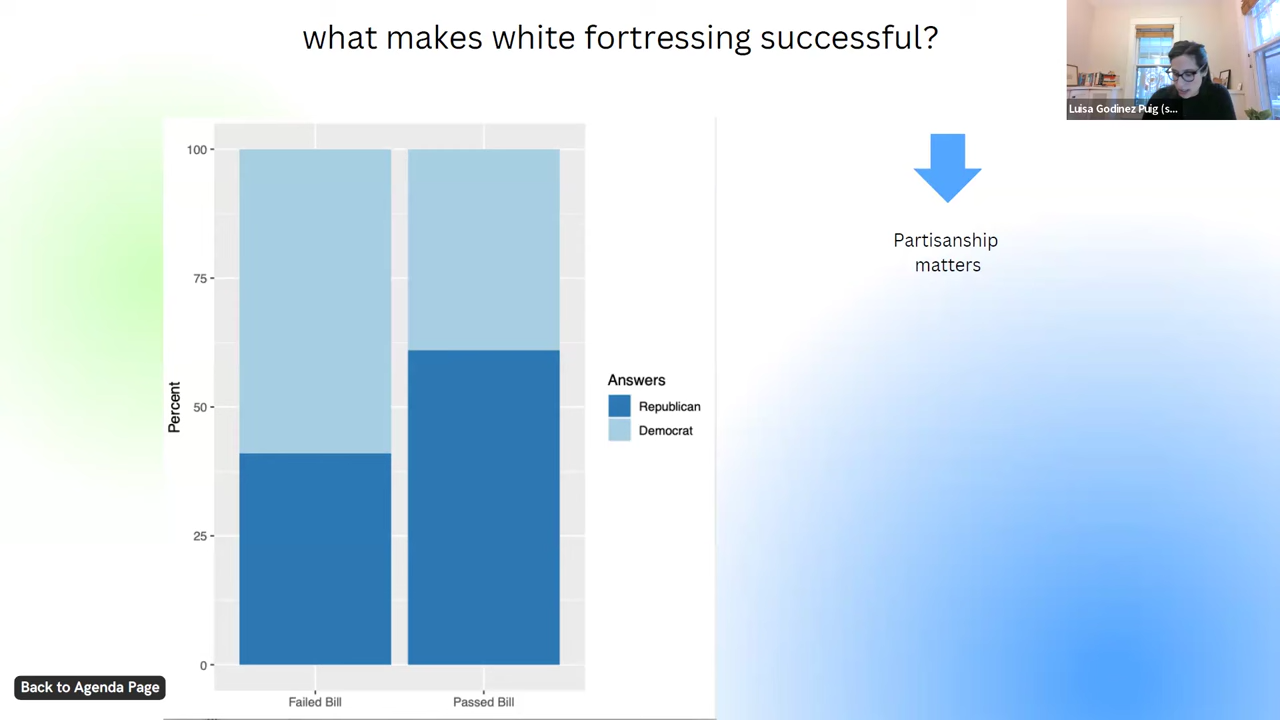 what makes white fortressing successful?
Luisa Godinez Puig (s...
Partisanship
matters
100
75
50
25
0
Percent
Answers
Republican
Democrat
Failed Bill
Passed Bill
Back to Agenda Page